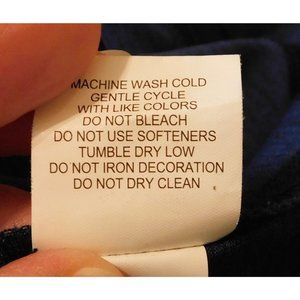 MACHINE WASH COLD
GENTLE CYCLE
WITH LIKE COLORS
DO NOT BLEACH
DO NOT USE SOFTENERS
TUMBLE DRY LOW
DO NOT IRON DECORATION
DO NOT DRY CLEAN